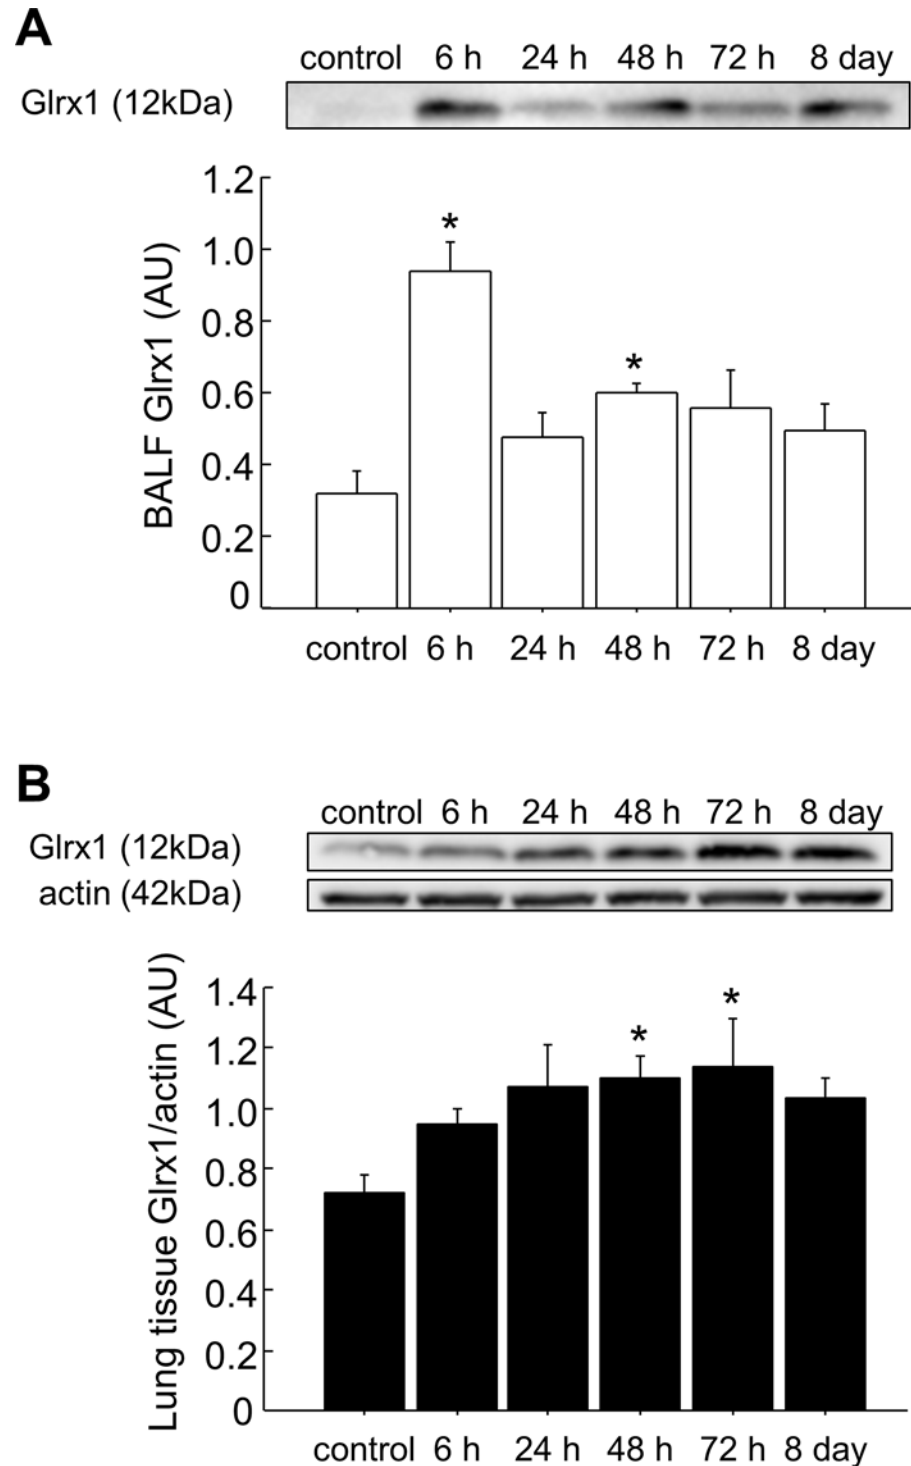 A
control 6 h 24 h 48 h 72 h 8 day
Glrx1 (12kDa)
BALF Glrx1 (AU)
1.2
*
1.0
0.8
*
0.6
0.4
0.2
0
control 6 h 24 h 48 h 72 h 8 day
B
control 6 h 24 h 48 h 72 h 8 day
Glrx1 (12kDa)
actin (42kDa)
Lung tissue Glrx1/actin (AU)
1.4
*
*
1.2
1.0
0.8
0.6
0.4
0.2
0
control 6 h 24 h 48 h 72 h 8 day